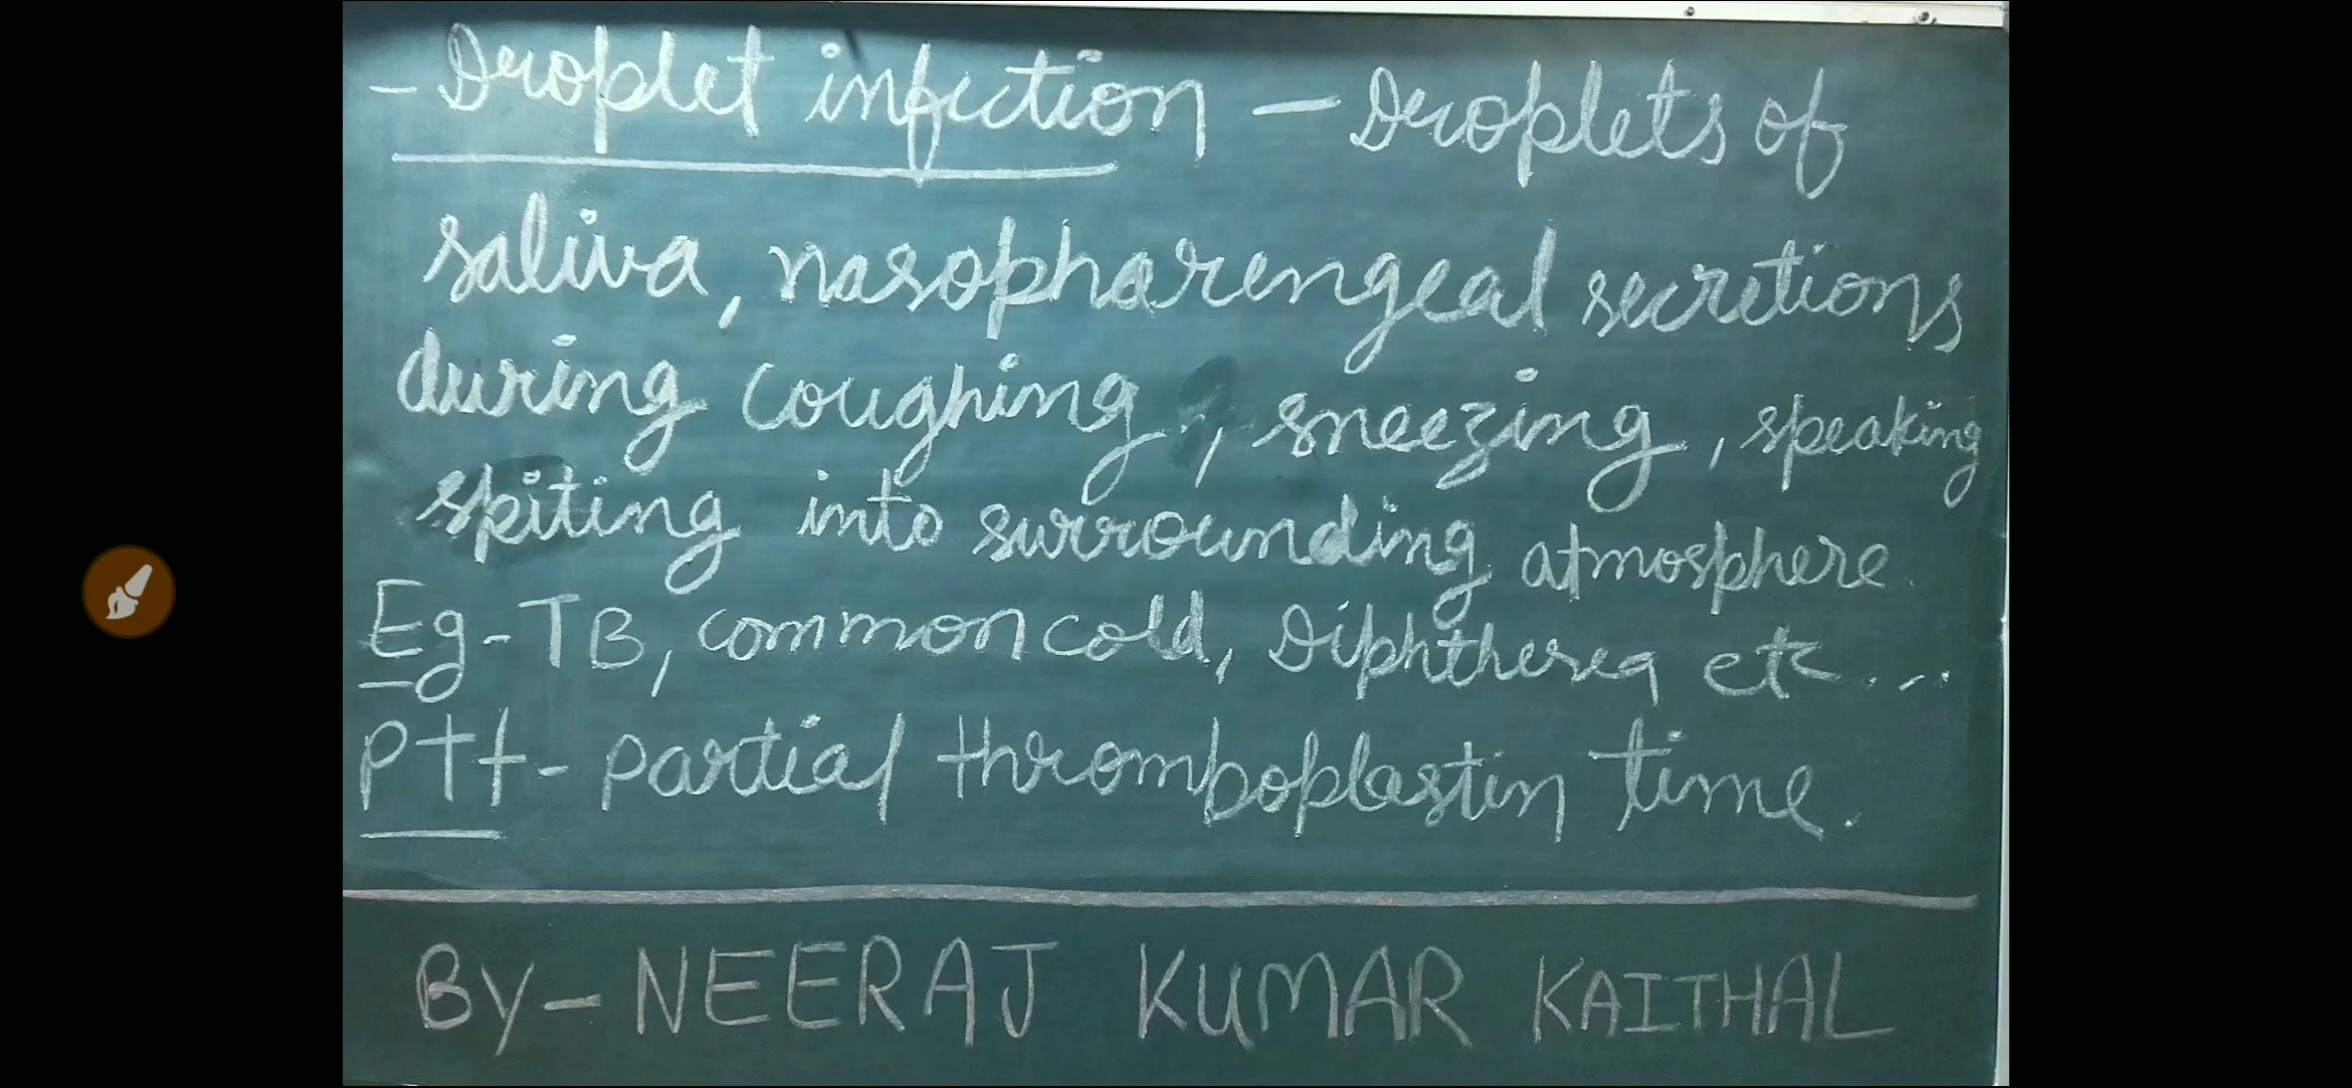 - Droplet infection - Droplets of
saliva, nasopharengeal secretions
during coughing, sneezing, speaking
spiting into surrounding atmosphere.
Eg - TB, common cold, Diphtherea etc...
PTt - Partial thromboplastin time.
By - NEERAJ KUMAR KAITHAL